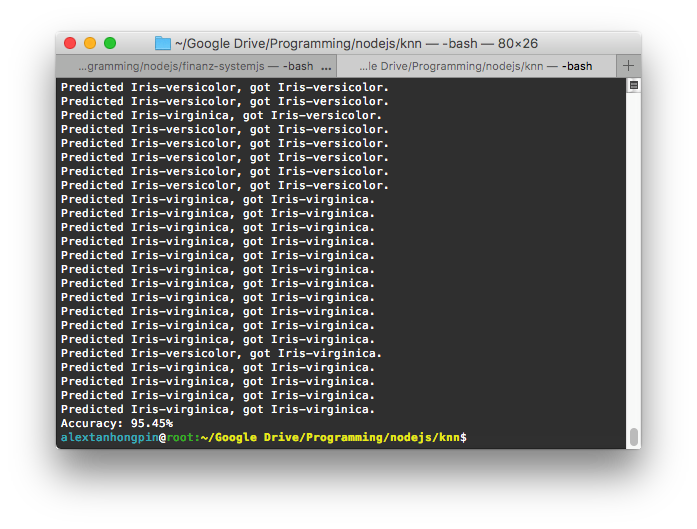 ~/Google Drive/Programming/nodejs/knn — -bash — 80×26
...gramming/nodejs/finanz-systemjs — -bash ...
...le Drive/Programming/nodejs/knn — -bash
+
Predicted Iris-versicolor, got Iris-versicolor.
Predicted Iris-versicolor, got Iris-versicolor.
Predicted Iris-virginica, got Iris-versicolor.
Predicted Iris-versicolor, got Iris-versicolor.
Predicted Iris-versicolor, got Iris-versicolor.
Predicted Iris-versicolor, got Iris-versicolor.
Predicted Iris-versicolor, got Iris-versicolor.
Predicted Iris-versicolor, got Iris-versicolor.
Predicted Iris-virginica, got Iris-virginica.
Predicted Iris-virginica, got Iris-virginica.
Predicted Iris-virginica, got Iris-virginica.
Predicted Iris-virginica, got Iris-virginica.
Predicted Iris-virginica, got Iris-virginica.
Predicted Iris-virginica, got Iris-virginica.
Predicted Iris-virginica, got Iris-virginica.
Predicted Iris-virginica, got Iris-virginica.
Predicted Iris-virginica, got Iris-virginica.
Predicted Iris-virginica, got Iris-virginica.
Predicted Iris-virginica, got Iris-virginica.
Predicted Iris-versicolor, got Iris-virginica.
Predicted Iris-virginica, got Iris-virginica.
Predicted Iris-virginica, got Iris-virginica.
Predicted Iris-virginica, got Iris-virginica.
Predicted Iris-virginica, got Iris-virginica.
Accuracy: 95.45%
alextanhongpin@root:~/Google Drive/Programming/nodejs/knn$